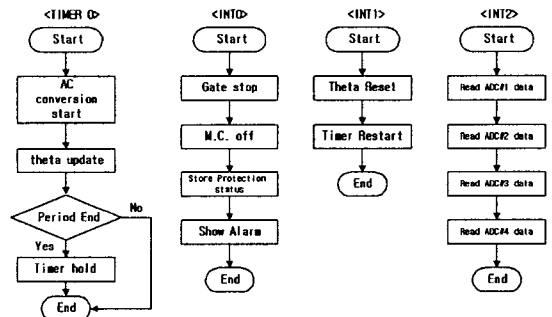 <TIMER 0>
Start
AC
conversion
start
theta update
Period End
No
Yes
Timer hold
End
<INT0>
Start
Gate stop
M.C. off
Store Protection
status
Show Alarm
End
<INT1>
Start
Theta Reset
Timer Restart
End
<INT2>
Start
Read ADC#1 data
Read ADC#2 data
Read ADC#3 data
Read ADC#4 data
End